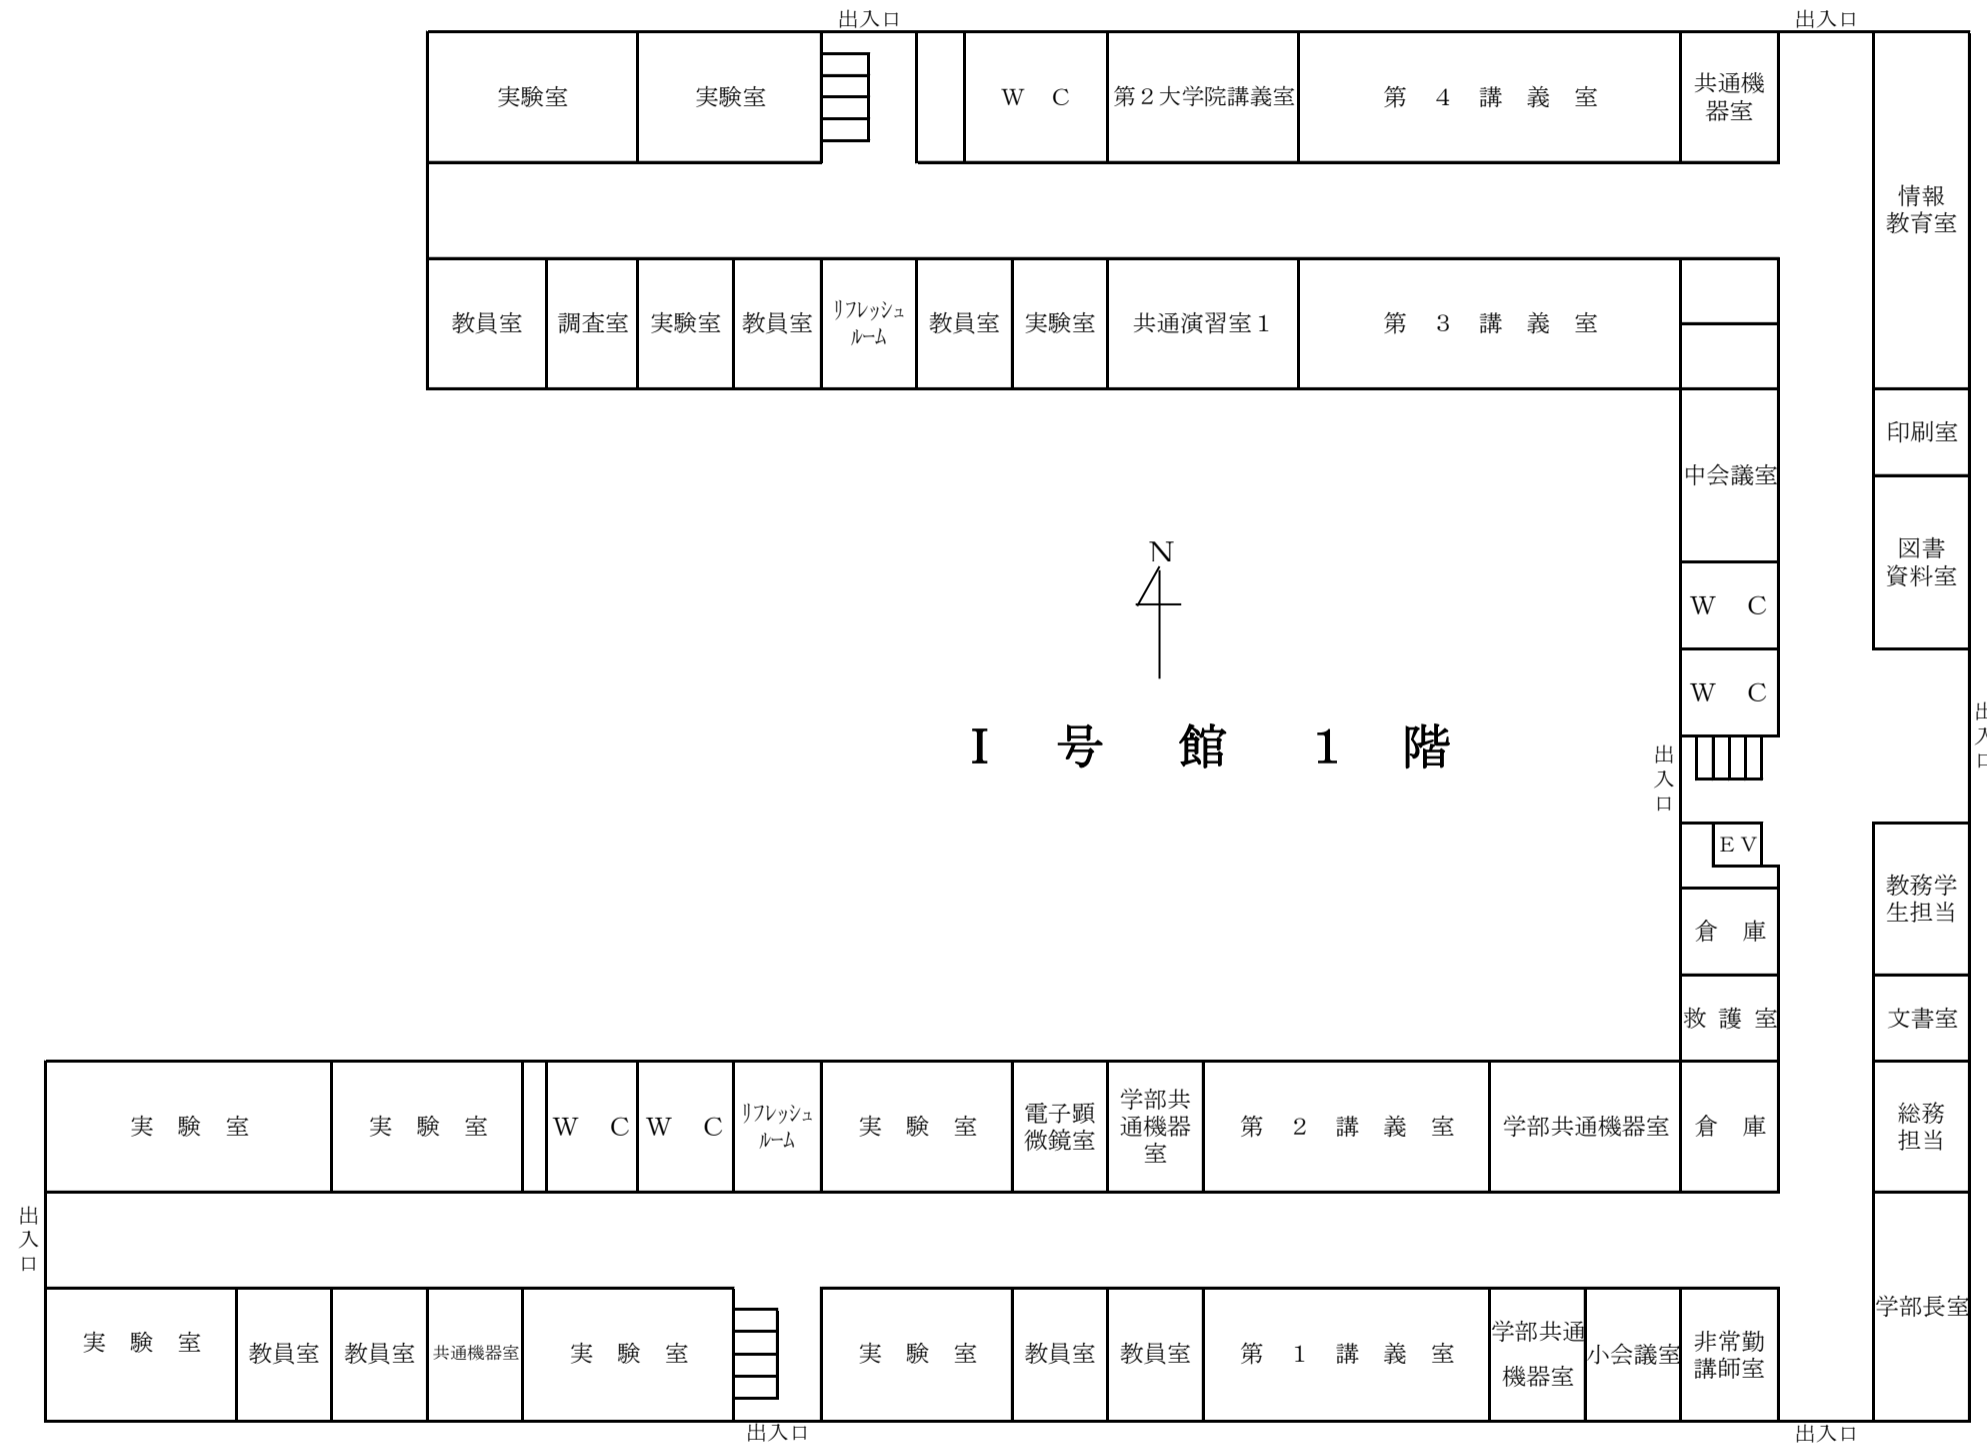 出入口 出入口
実験室 実験室 W C 第2大学院講義室 第 4 講 義 室 共通機
器室
情報
教育室
教員室 調査室 実験室 教員室 リフレッシュ
ルーム
教員室 実験室 共通演習室1 第 3 講 義 室
印刷室
中会議室
図書
資料室
N
W C
W C
I 号 館 1 階
出入口
出入口
EV
教務学
生担当
倉 庫
救 護 室 文書室
実 験 室 実 験 室 W C W C リフレッシュ
ルーム
実 験 室 電子顕
微鏡室
学部共
通機器
室
第 2 講 義 室 学部共通機器室 倉 庫 総務
担当
出入口
学部長室
実 験 室 教員室 教員室 共通機器室 実 験 室 実 験 室 教員室 教員室 第 1 講 義 室 学部共通
機器室
小会議室 非常勤
講師室
出入口 出入口